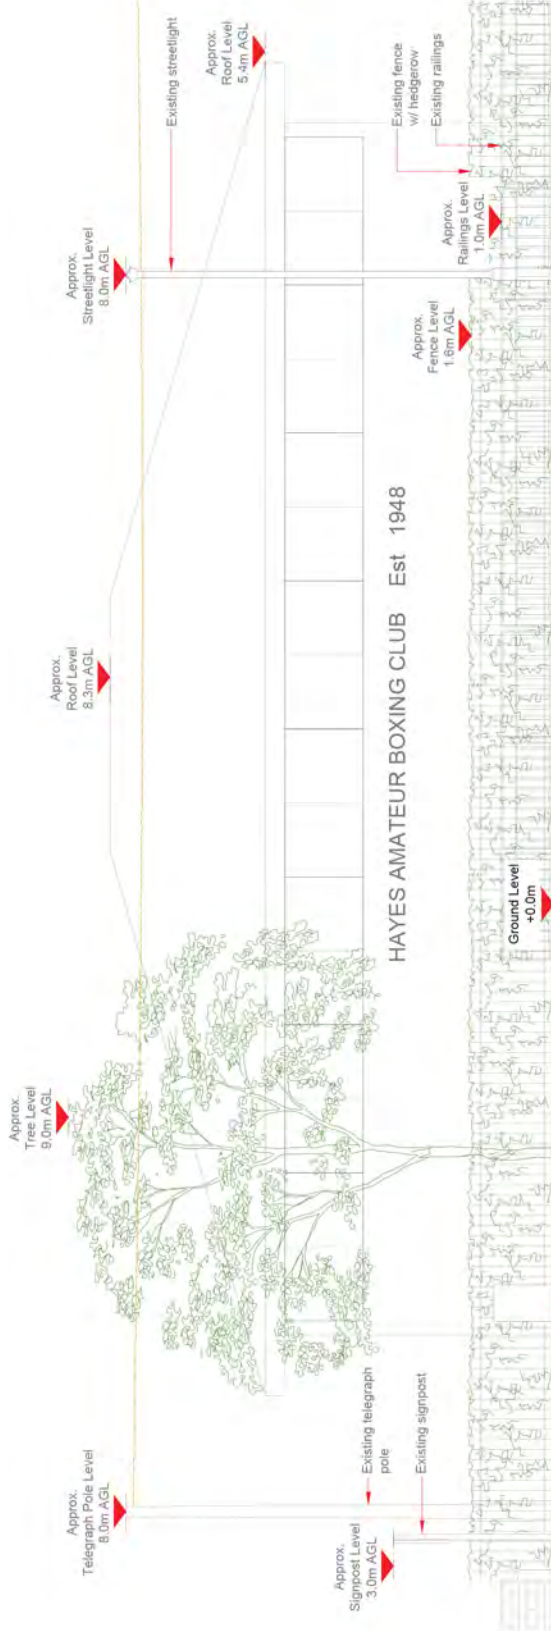 Approx.
Telegraph Pole Level
8.0m AGL
Approx.
Tree Level
9.0m AGL
Approx.
Roof Level
8.3m AGL
Approx.
Streetlight Level
8.0m AGL
Approx.
Roof Level
5.4m AGL
Existing streetlight
Existing telegraph
pole
Existing signpost
Approx.
Signpost Level
3.0m AGL
HAYES AMATEUR BOXING CLUB Est 1948
Approx.
Fence Level
1.6m AGL
Approx.
Railings Level
1.0m AGL
Existing fence
w/ hedgerow
Existing railings
Ground Level
+0.0m